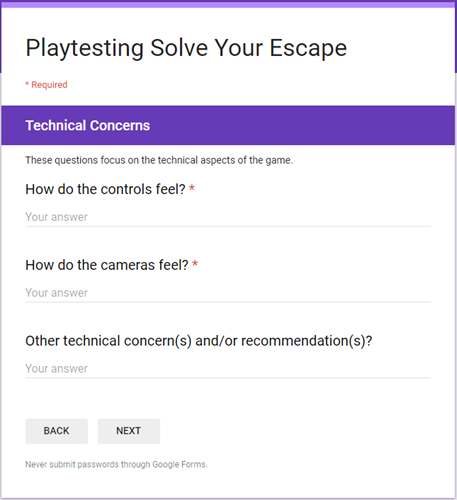 Playtesting Solve Your Escape
* Required
Technical Concerns
These questions focus on the technical aspects of the game.
How do the controls feel? *
Your answer
How do the cameras feel? *
Your answer
Other technical concern(s) and/or recommendation(s)?
Your answer
BACK NEXT
Never submit passwords through Google Forms.